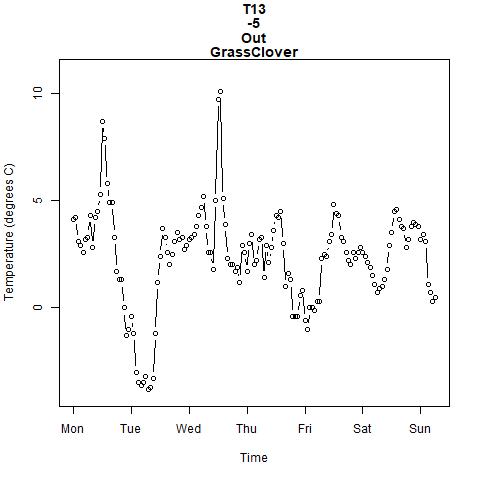 T13
-5
Out
GrassClover
Temperature (degrees C)
10
5
0
Mon Tue Wed Thu Fri Sat Sun
Time